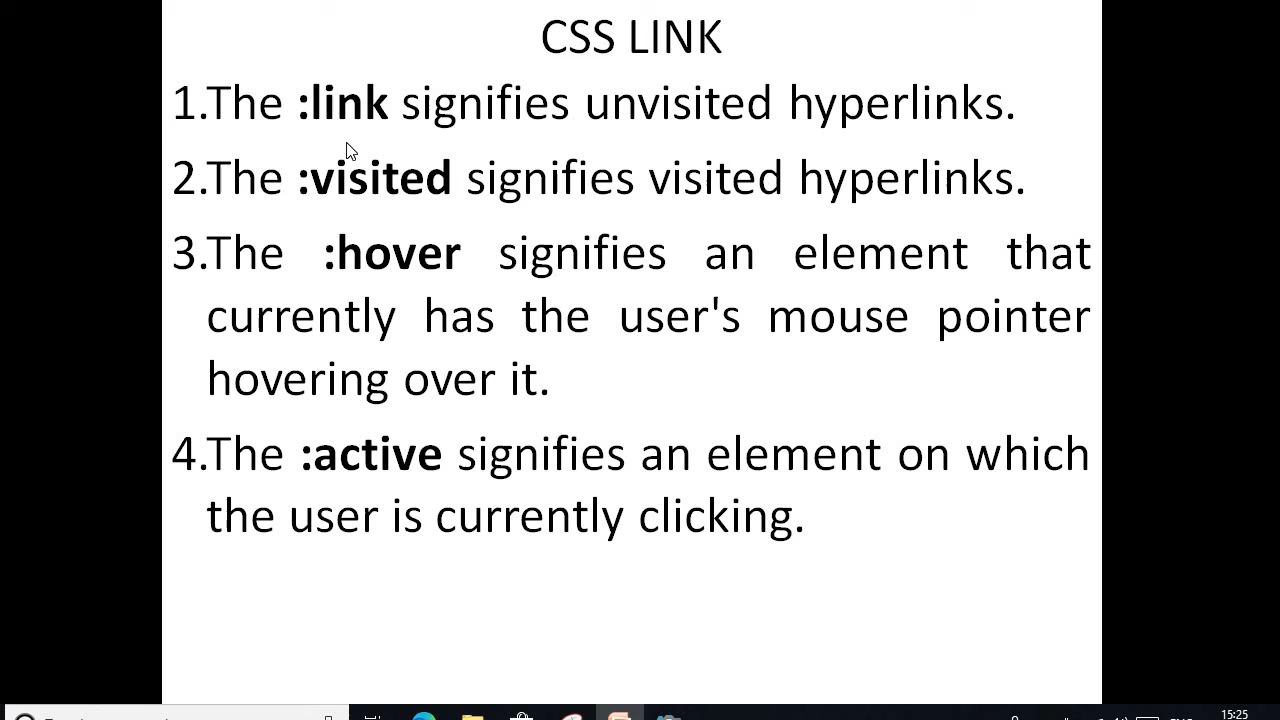 CSS LINK
1.The :link signifies unvisited hyperlinks.
2.The :visited signifies visited hyperlinks.
3.The :hover signifies an element that
currently has the user's mouse pointer
hovering over it.
4.The :active signifies an element on which
the user is currently clicking.
15:25